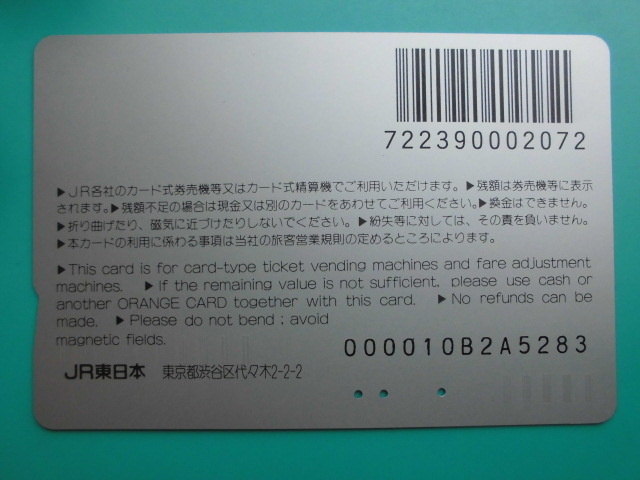 722390002072
▶JR各社のカード式券売機等又はカード式精算機でご利用いただけます。▶残額は券売機等に表示
されます。▶残額不足の場合は現金又は別のカードをあわせてご利用ください。▶換金はできません。
▶折り曲げたり、磁気に近づけたりしないでください。▶紛失等に対しては、その責を負いません。
▶本カードの利用に係わる事項は当社の旅客営業規則の定めるところによります。
▶This card is for card-type ticket vending machines and fare adjustment
machines. ▶If the remaining value is not sufficient, please use cash or
another ORANGE CARD together with this card. ▶No refunds can be
made. ▶Please do not bend; avoid
magnetic fields.
000010B2A5283
JR東日本 東京都渋谷区代々木2-2-2